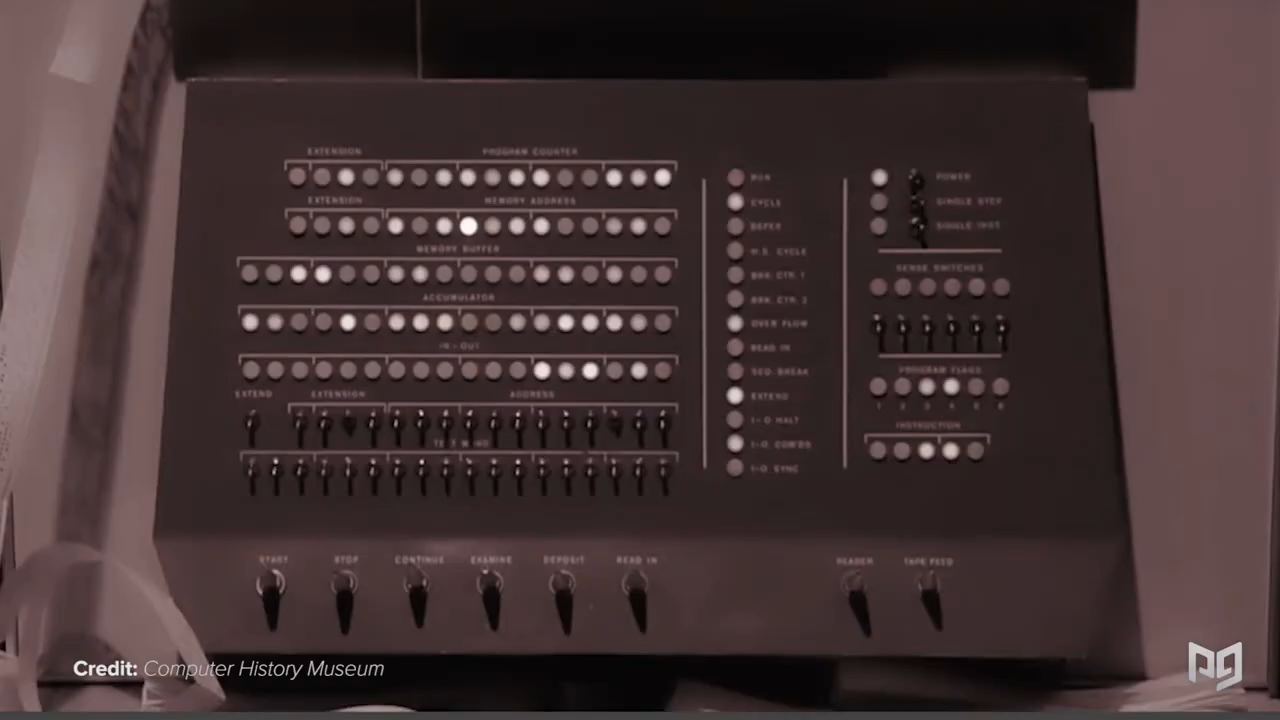 EXTENSION PROGRAM COUNTER
EXTENSION MEMORY ADDRESS
MEMORY BUFFER
ACCUMULATOR
IN-OUT
EXTEND EXTENSION ADDRESS
TEST WORD
RUN
CYCLE
DEFER
H.S. CYCLE
BRK. CTR. 1
BRK. CTR. 2
OVER FLOW
READ IN
SEQ. BREAK
EXTEND
I-O HALT
I-O COM'DS
I-O SYNC
POWER
SINGLE STEP
SINGLE INST.
SENSE SWITCHES
PROGRAM FLAGS
1 2 3 4 5 6
INSTRUCTION
START STOP CONTINUE EXAMINE DEPOSIT READ IN READER TAPE FEED
Credit: Computer History Museum
pg